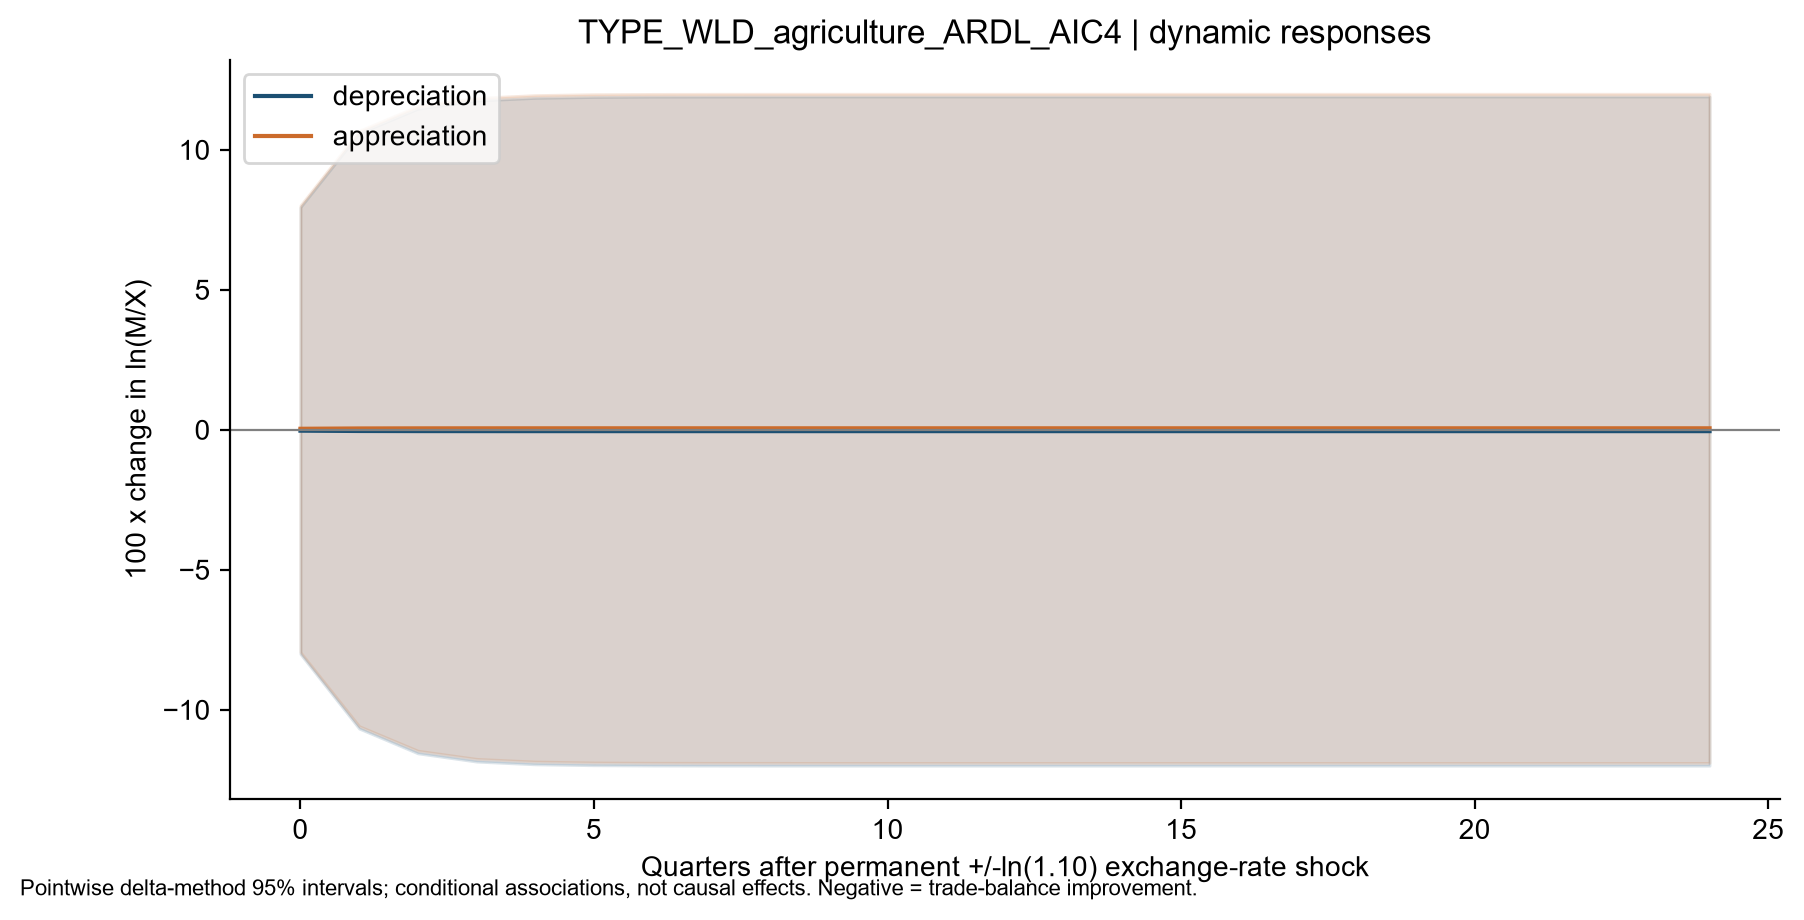 TYPE_WLD_agriculture_ARDL_AIC4 | dynamic responses
depreciation
appreciation
100 x change in ln(M/X)
10
5
0
−5
−10
0
5
10
15
20
25
Quarters after permanent +/-ln(1.10) exchange-rate shock
Pointwise delta-method 95% intervals; conditional associations, not causal effects. Negative = trade-balance improvement.